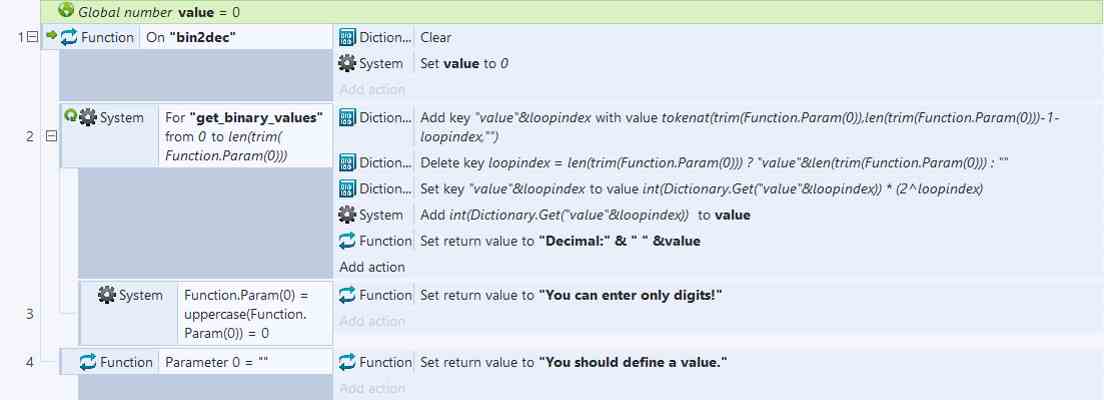 Global number value = 0
1 Function On "bin2dec" Diction... Clear
System Set value to 0
Add action
2 System For "get_binary_values" from 0 to len(trim( Function.Param(0)))
Diction... Add key "value"&loopindex with value tokenat(trim(Function.Param(0)),len(trim(Function.Param(0)))-1-
loopindex,"")
Diction... Delete key loopindex = len(trim(Function.Param(0))) ? "value"&len(trim(Function.Param(0))) : ""
Diction... Set key "value"&loopindex to value int(Dictionary.Get("value"&loopindex)) * (2^loopindex)
System Add int(Dictionary.Get("value"&loopindex)) to value
Function Set return value to "Decimal:" & " " &value
Add action
3 System Function.Param(0) =
uppercase(Function.
Param(0)) = 0
Function Set return value to "You can enter only digits!"
Add action
4 Function Parameter 0 = "" Function Set return value to "You should define a value."
Add action